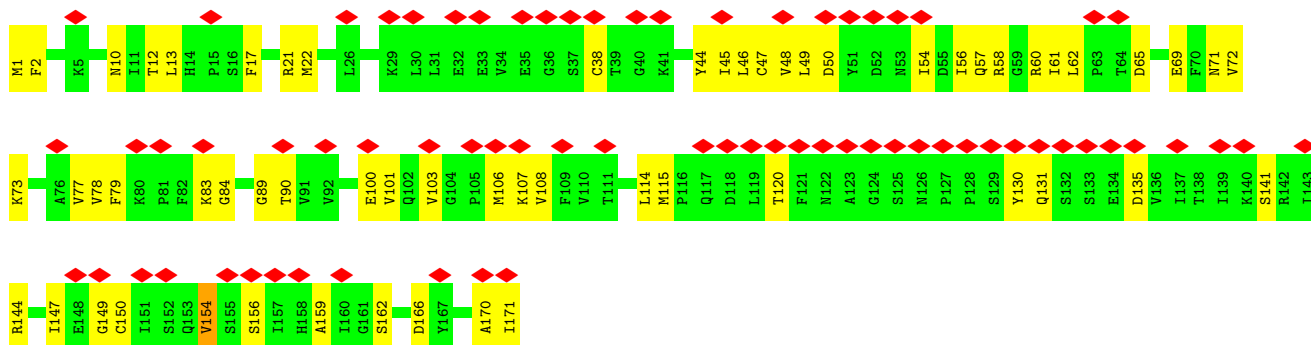 M1 F2 K5 N10 I11 T12 L13 H14 P15 S16 F17 R21 M22 L26 K29 L30 L31 E32 E33 V34 E35 G36 S37 C38 T39 G40 K41 Y44 I45 L46 C47 V48 L49 D50 Y51 D52 N53 I54 D55 I56 Q57 R58 G59 R60 I61 L62 P63 T64 D65 E69 F70 N71 V72
K73 A76 V77 V78 F79 K80 P81 F82 K83 G84 G89 T90 V91 V92 E100 V101 Q102 V103 G104 P105 M106 K107 V108 F109 V110 T111 L114 M115 P116 Q117 D118 L119 T120 F121 N122 A123 G124 S125 N126 P127 P128 S129 Y130 Q131 S132 S133 E134 D135 V136 I137 T138 I139 K140 S141 R142 I143
R144 I147 E148 G149 C150 I151 S152 Q153 V154 S155 S156 I157 H158 A159 I160 G161 S162 D166 Y167 A170 I171